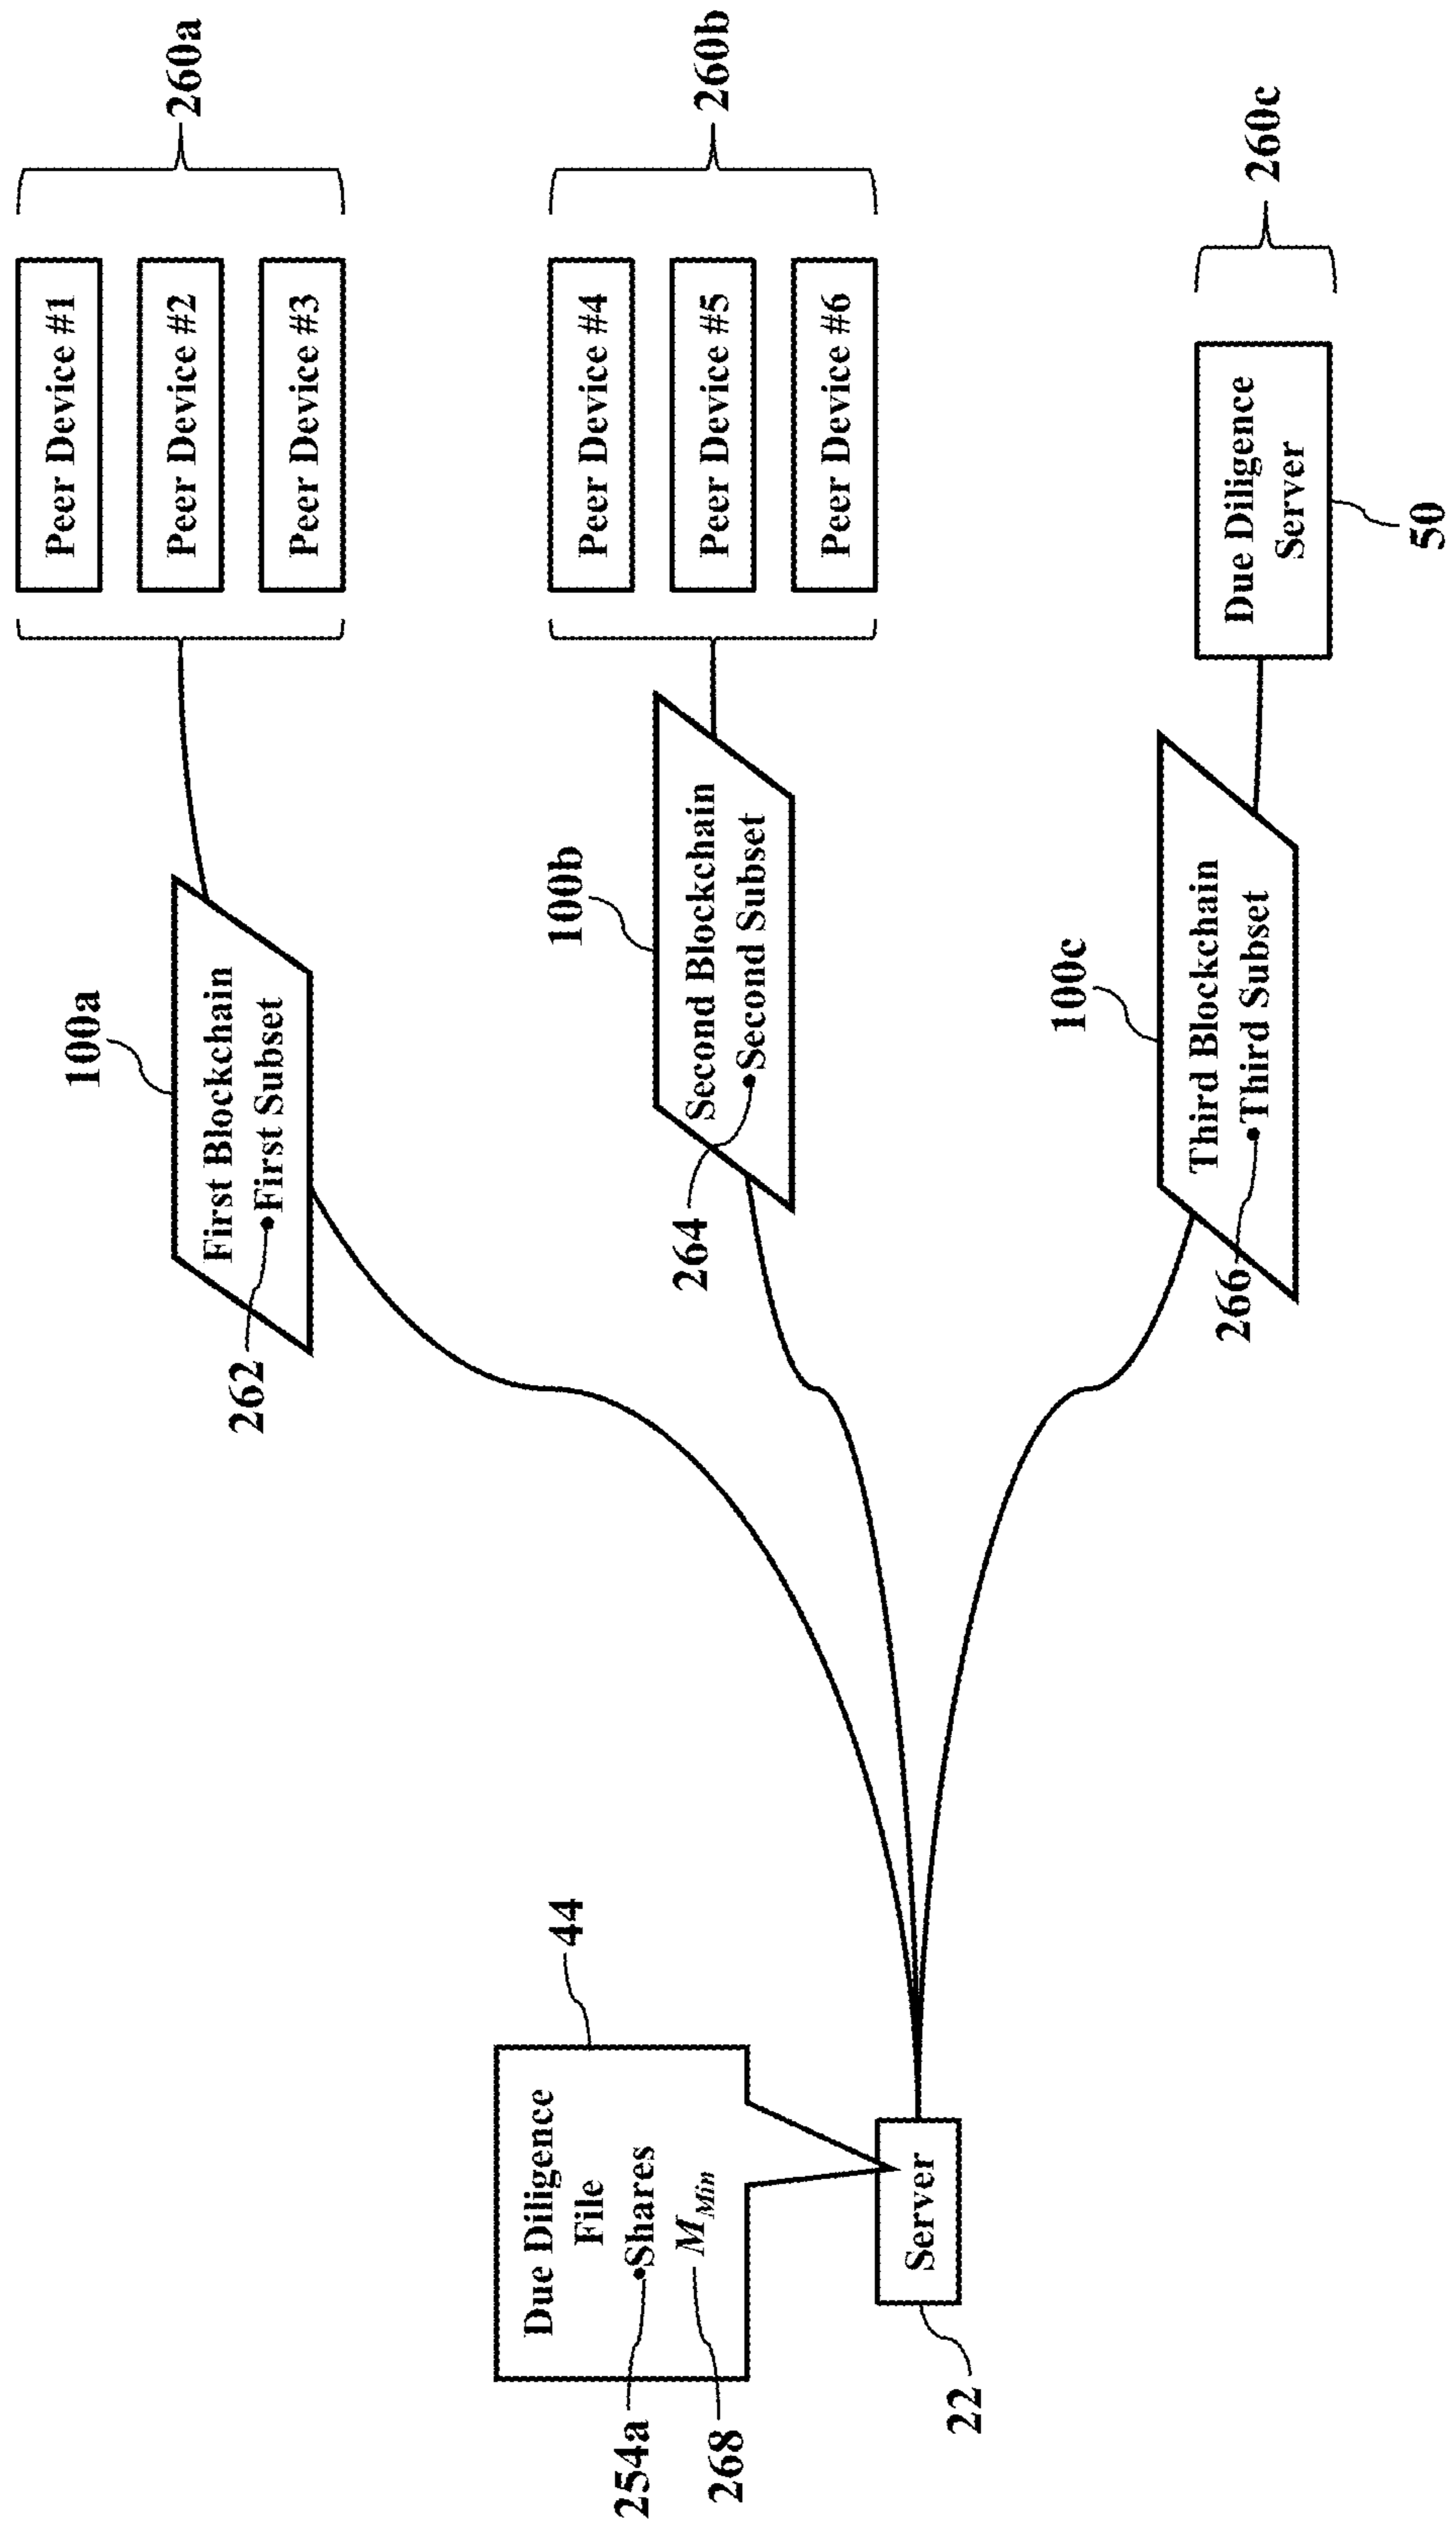 260a
260b
260c
Peer Device #1
Peer Device #2
Peer Device #3
Peer Device #4
Peer Device #5
Peer Device #6
Due Diligence
Server
50
100a
First Blockchain
•First Subset
262
100b
Second Blockchain
•Second Subset
264
100c
Third Blockchain
•Third Subset
266
44
Due Diligence
File
•Shares
M_Min
254a
268
Server
22